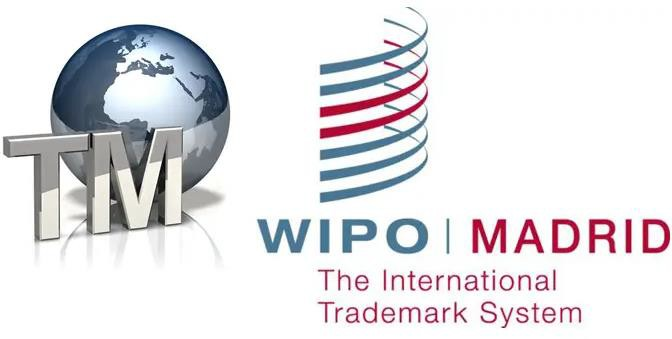 TM
WIPO | MADRID
The International
Trademark System